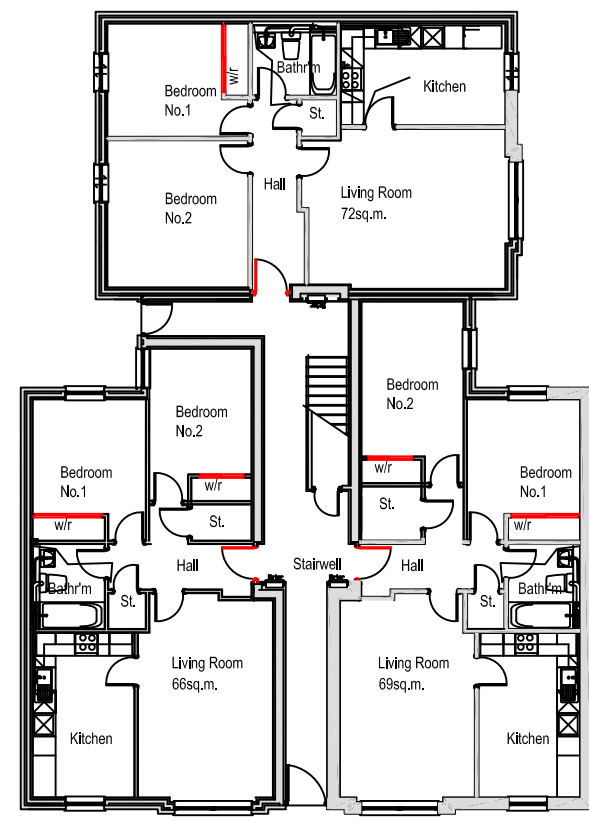 Bedroom
No.1
w/r
Bath'm
St.
Kitchen
Bedroom
No.2
Hall
Living Room
72sq.m.
Bedroom
No.2
w/r
St.
Bedroom
No.1
w/r
Hall
Bathr'm
St.
Living Room
66sq.m.
Kitchen
Stairwell
Bedroom
No.2
w/r
St.
Bedroom
No.1
w/r
Hall
St.
Bathr'm
Living Room
69sq.m.
Kitchen